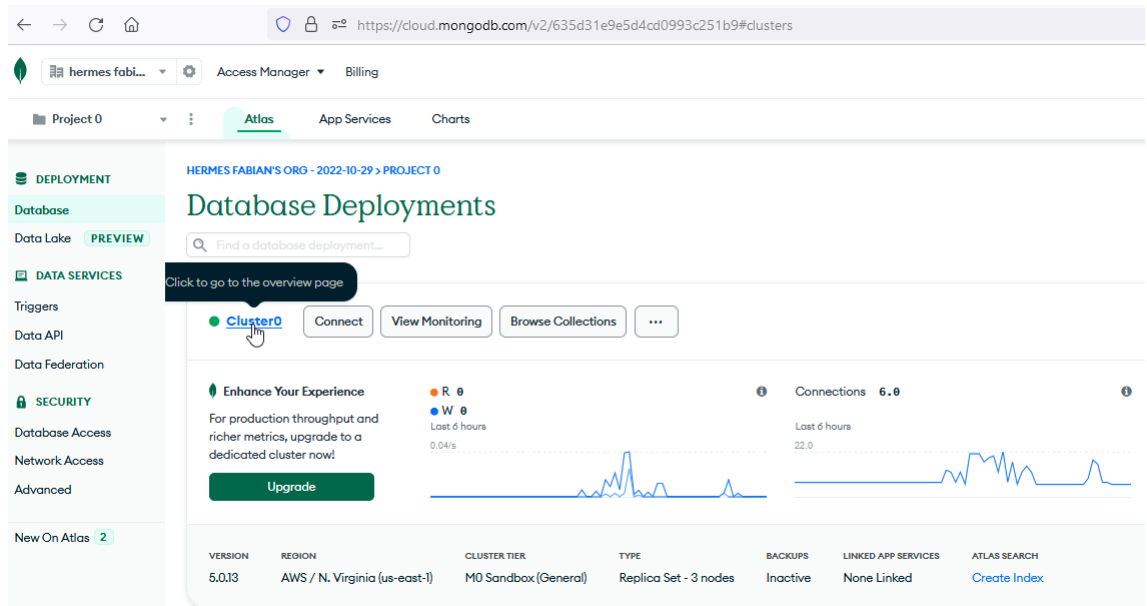 https://cloud.mongodb.com/v2/635d31e9e5d4cd0993c251b9#clusters
hermes fabi... Access Manager Billing
Project 0 Atlas App Services Charts
DEPLOYMENT
Database
Data Lake PREVIEW
DATA SERVICES
Triggers
Data API
Data Federation
SECURITY
Database Access
Network Access
Advanced
New On Atlas 2
HERMES FABIAN'S ORG - 2022-10-29 > PROJECT 0
Database Deployments
Find a database deployment...
Click to go to the overview page
Cluster0 Connect View Monitoring Browse Collections ...
Enhance Your Experience
For production throughput and
richer metrics, upgrade to a
dedicated cluster now!
Upgrade
R 0
W 0
Last 6 hours
0.04/s
Connections 6.0
Last 6 hours
22.0
VERSION REGION CLUSTER TIER TYPE BACKUPS LINKED APP SERVICES ATLAS SEARCH
5.0.13 AWS / N. Virginia (us-east-1) M0 Sandbox (General) Replica Set - 3 nodes Inactive None Linked Create Index